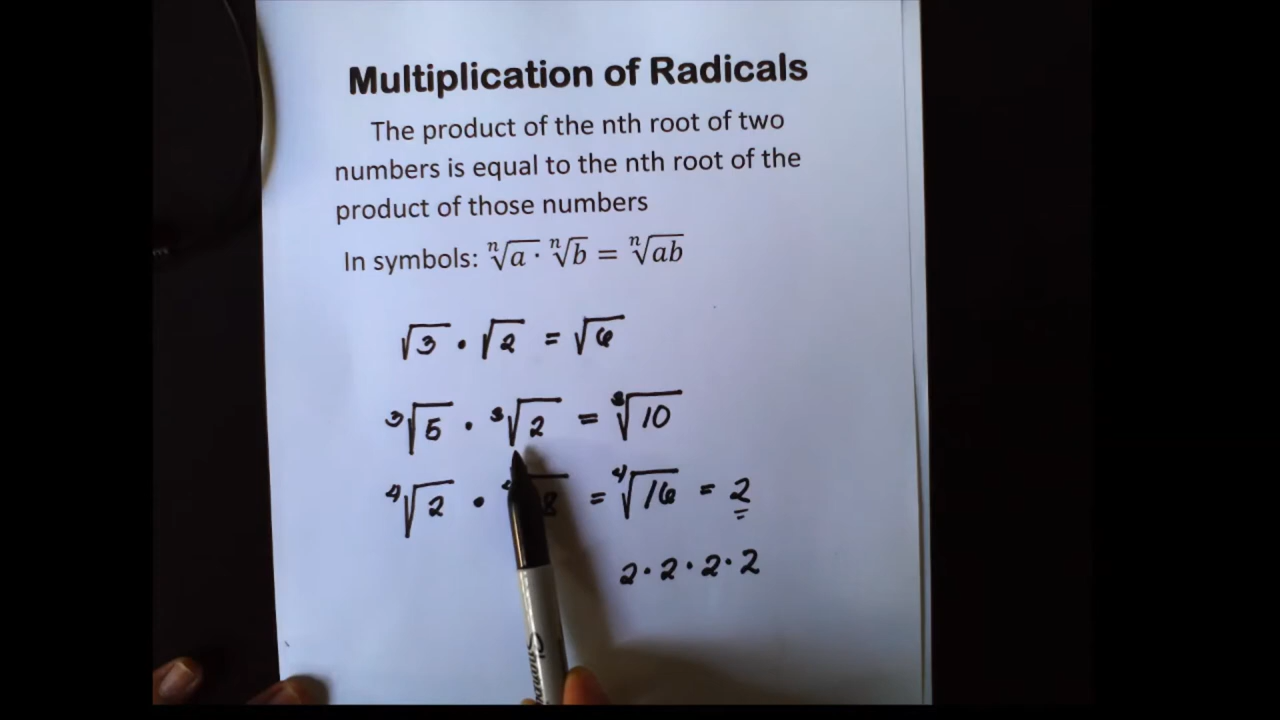 Multiplication of Radicals
The product of the nth root of two
numbers is equal to the nth root of the
product of those numbers
In symbols: ⁿ√a · ⁿ√b = ⁿ√ab
√3 · √2 = √6
³√5 · ³√2 = ³√10
⁴√2 · 8 = ⁴√16 = 2
2·2·2·2